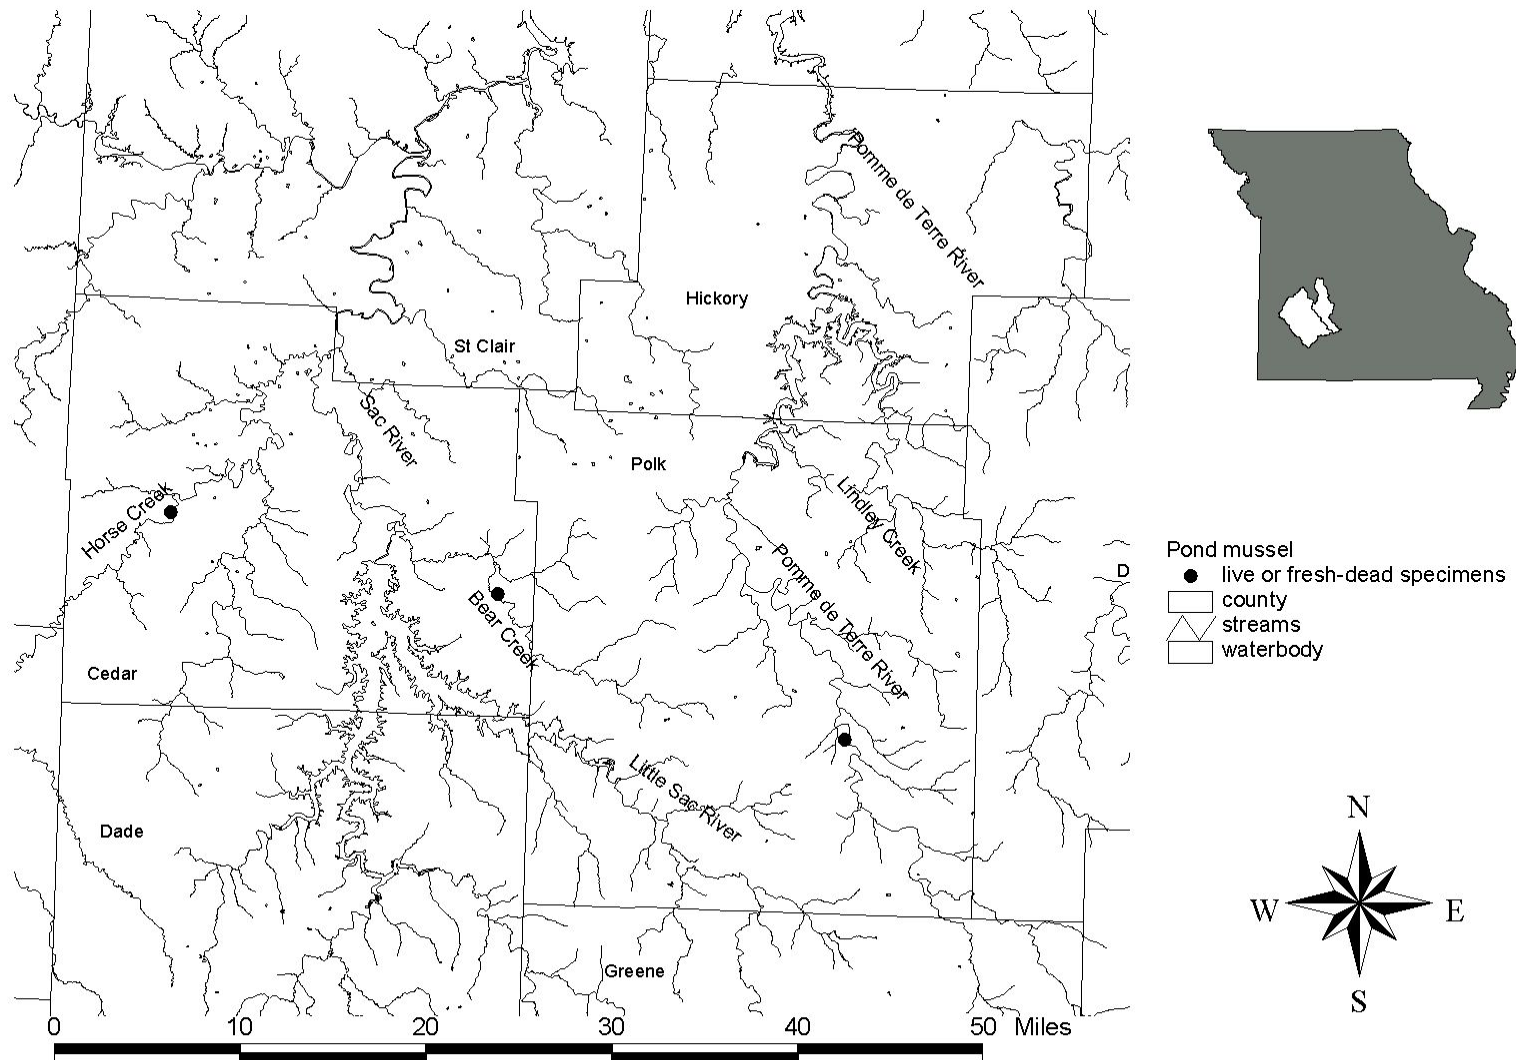 Pomme de Terre River
Hickory
St Clair
Sac River
Polk
Lindley Creek
Horse Creek
Pomme de Terre River
D
Bear Creek
Cedar
Little Sac River
Dade
Greene
0 10 20 30 40 50 Miles
Pond mussel
live or fresh-dead specimens
county
streams
waterbody
N
W E
S